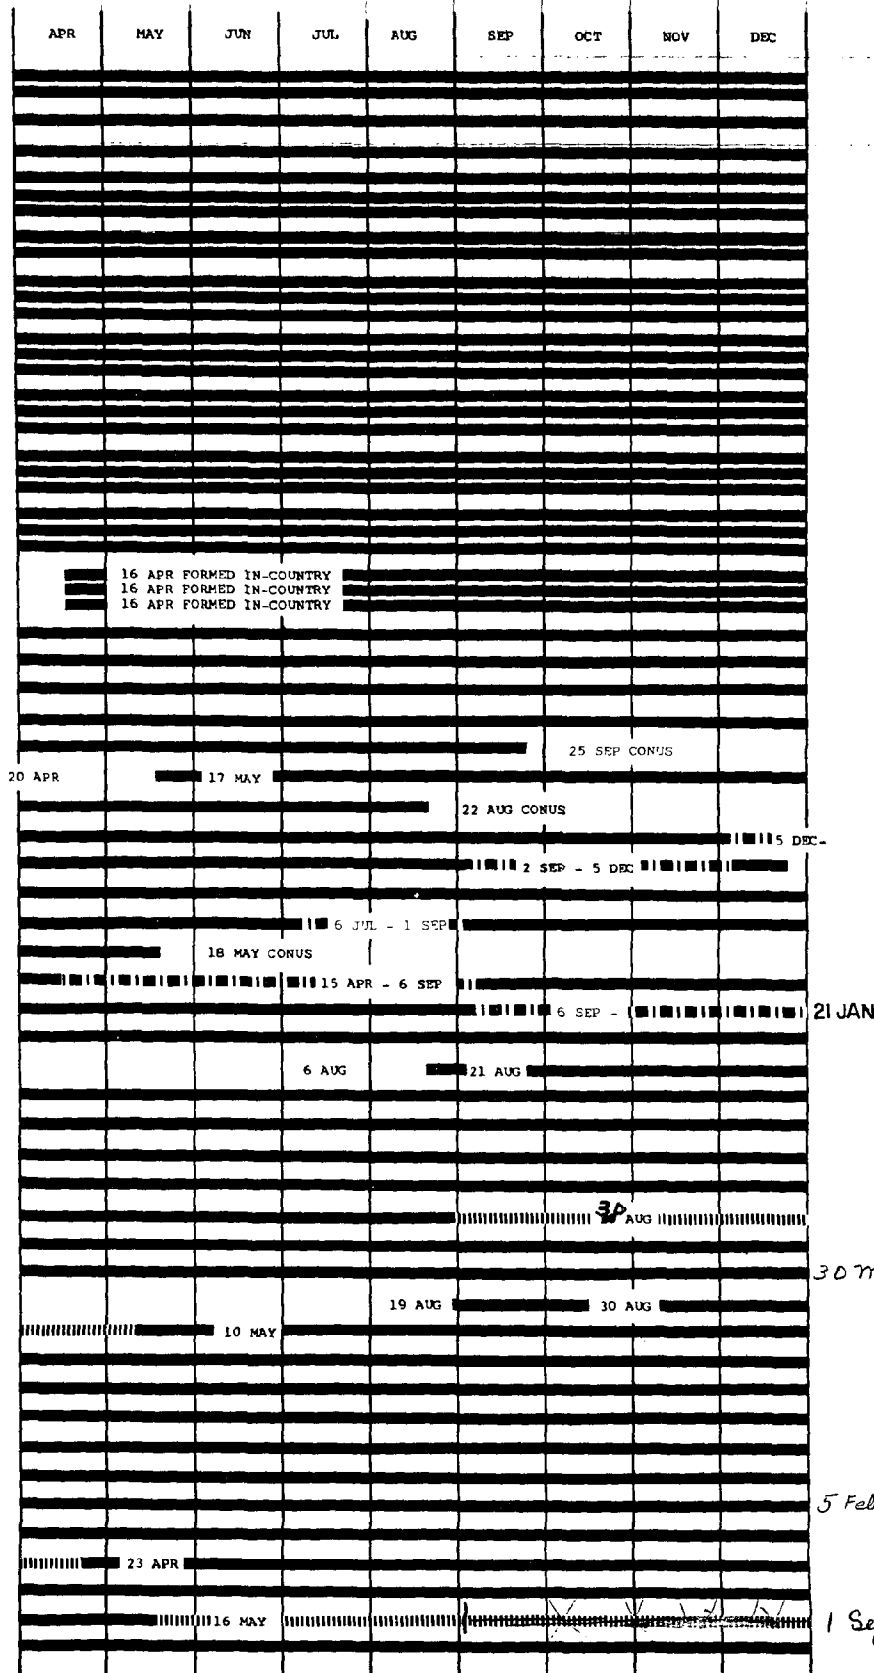 APR MAY JUN JUL AUG SEP OCT NOV DEC
16 APR FORMED IN-COUNTRY
16 APR FORMED IN-COUNTRY
16 APR FORMED IN-COUNTRY
25 SEP CONUS
20 APR 17 MAY
22 AUG CONUS
5 DEC-
2 SEP - 5 DEC
6 JUL - 1 SEP
18 MAY CONUS
15 APR - 6 SEP
6 SEP - 21 JAN
6 AUG 21 AUG
30 AUG
30 M
19 AUG 30 AUG
10 MAY
5 Feb
23 APR
16 MAY 1 Se